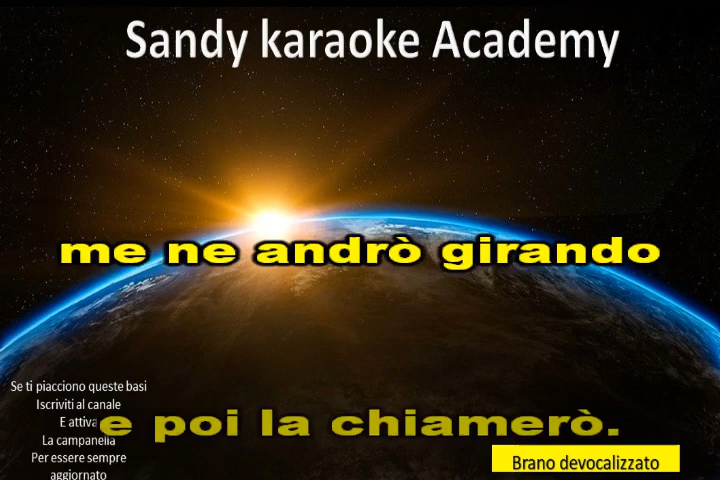 Sandy karaoke Academy
me ne andrò girando
Se ti piacciono queste basi
Iscriviti al canale
E attiva
La campanella
Per essere sempre
aggiornato
e poi la chiamerò.
Brano devocalizzato